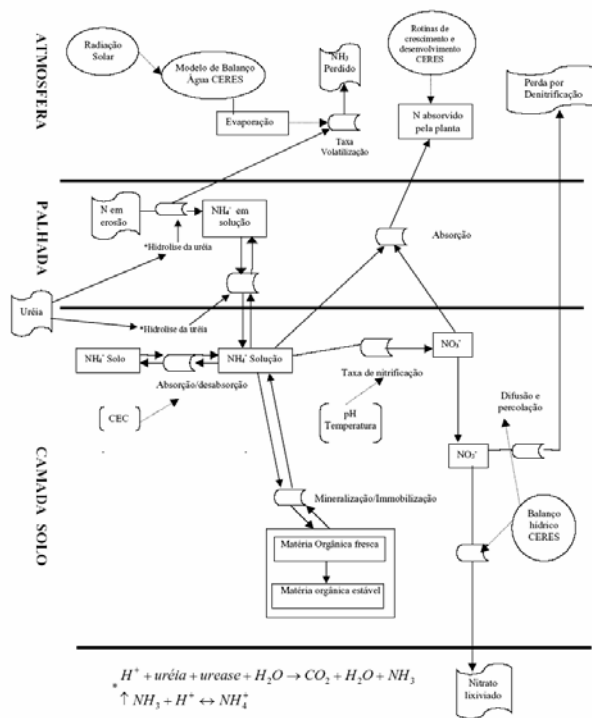 ATMOSFERA
Radiação
Solar
Modelo de Balanço
Água CERES
Evaporação
NH3
Perdido
Taxa
Volatilização
Rotinas de
crescimento e
desenvolvimento
CERES
N absorvido
pela planta
Perda por
Denitrificação
PALHADA
N em
erosão
NH4⁻ em
solução
*Hidrolise da uréia
Absorção
Uréia
*Hidrolise da uréia
CAMADA SOLO
NH4⁻ Solo
NH4⁻ Solução
Absorção/desabsorção
CEC
Taxa de nitrificação
pH
Temperatura
NO3⁻
Difusão e
percolação
NO2⁻
Mineralização/Immobilização
Matéria Orgânica fresca
Matéria orgânica estável
Balanço
hídrico
CERES
Nitrato
lixiviado
* H⁺ + uréia + urease + H₂O → CO₂ + H₂O + NH₃
↑ NH₃ + H⁺ ↔ NH₄⁺